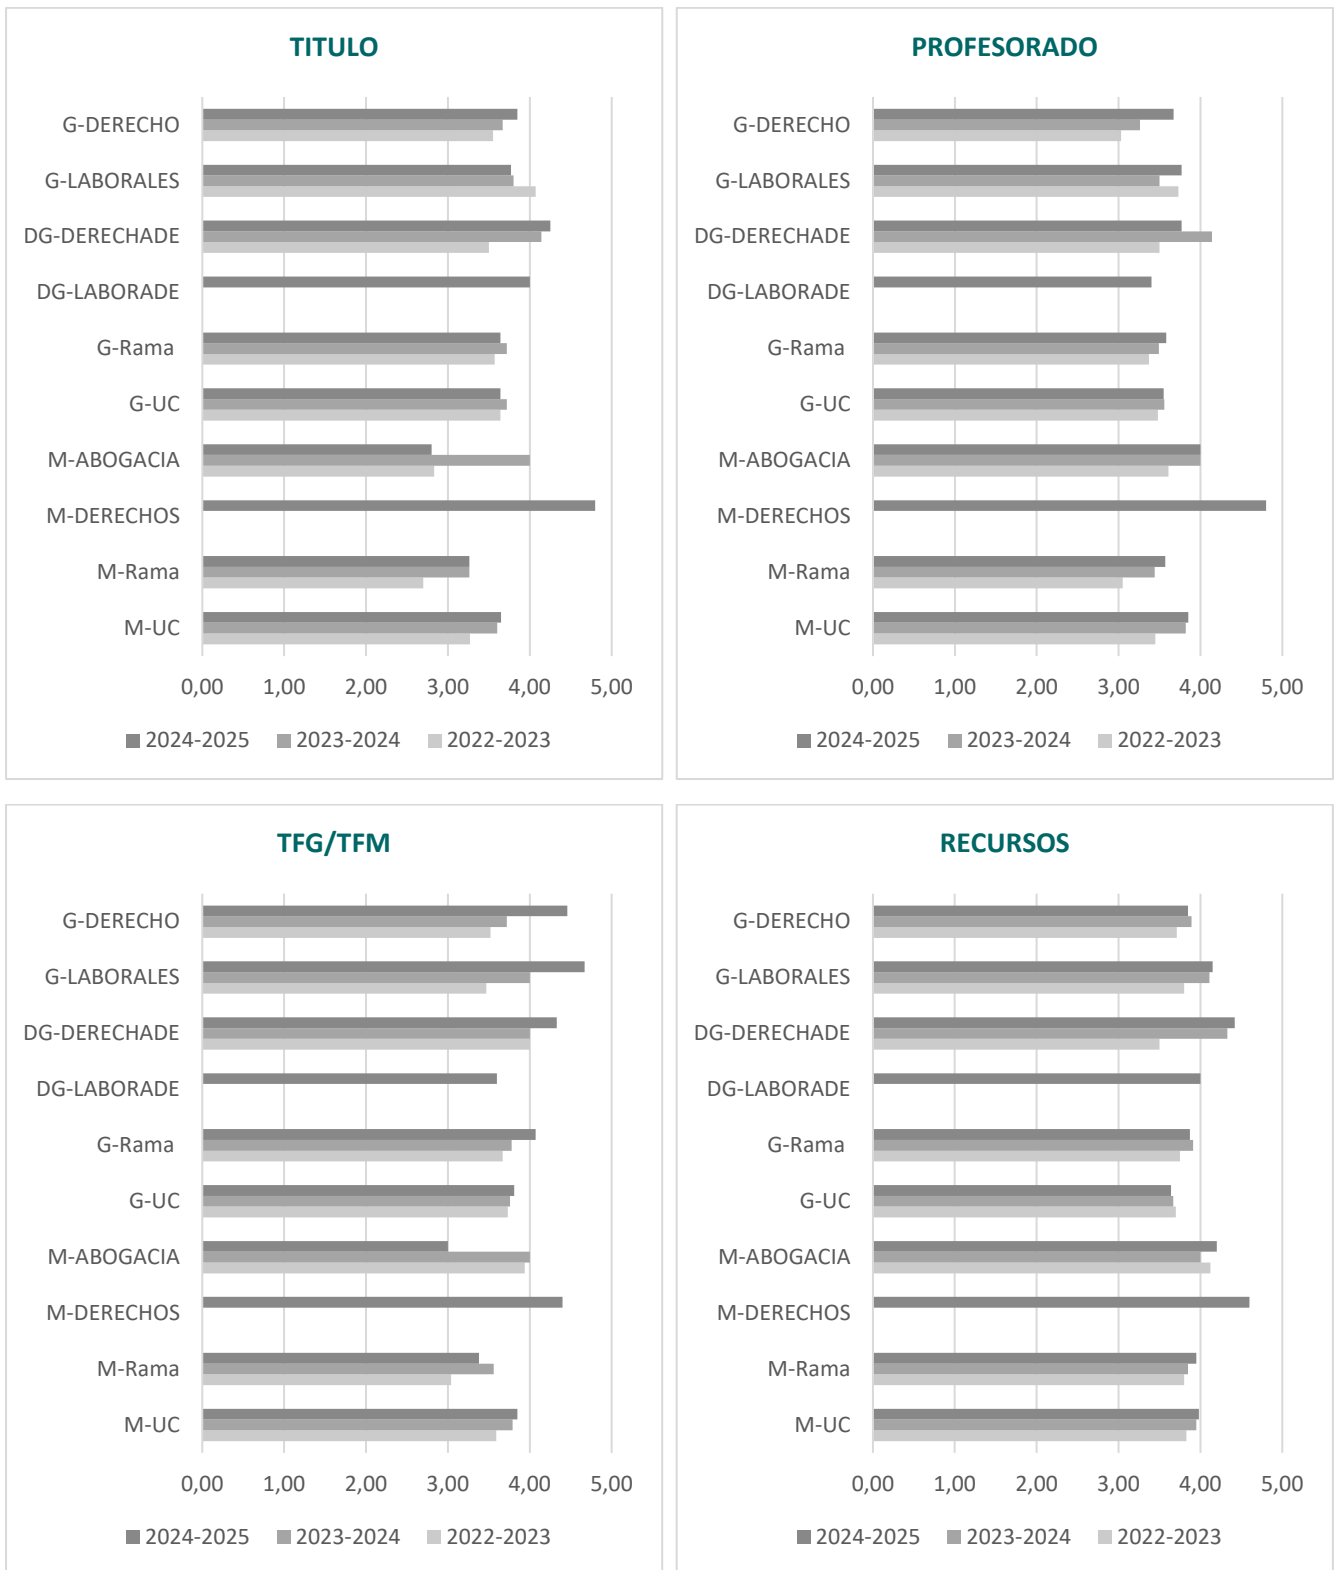 TITULO
G-DERECHO
G-LABORALES
DG-DERECHADE
DG-LABORADE
G-Rama
G-UC
M-ABOGACIA
M-DERECHOS
M-Rama
M-UC
0,00 1,00 2,00 3,00 4,00 5,00
2024-2025 2023-2024 2022-2023
PROFESORADO
G-DERECHO
G-LABORALES
DG-DERECHADE
DG-LABORADE
G-Rama
G-UC
M-ABOGACIA
M-DERECHOS
M-Rama
M-UC
0,00 1,00 2,00 3,00 4,00 5,00
2024-2025 2023-2024 2022-2023
TFG/TFM
G-DERECHO
G-LABORALES
DG-DERECHADE
DG-LABORADE
G-Rama
G-UC
M-ABOGACIA
M-DERECHOS
M-Rama
M-UC
0,00 1,00 2,00 3,00 4,00 5,00
2024-2025 2023-2024 2022-2023
RECURSOS
G-DERECHO
G-LABORALES
DG-DERECHADE
DG-LABORADE
G-Rama
G-UC
M-ABOGACIA
M-DERECHOS
M-Rama
M-UC
0,00 1,00 2,00 3,00 4,00 5,00
2024-2025 2023-2024 2022-2023